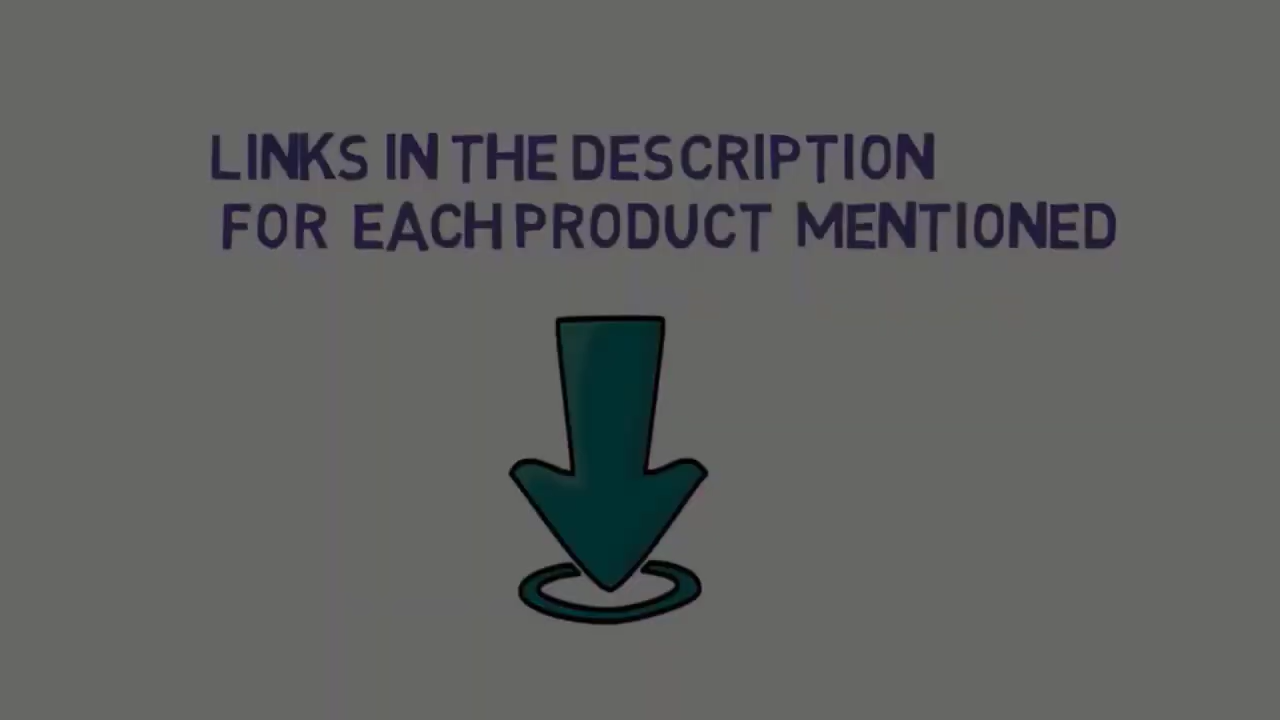 LINKS IN THE DESCRIPTION
FOR EACH PRODUCT MENTIONED